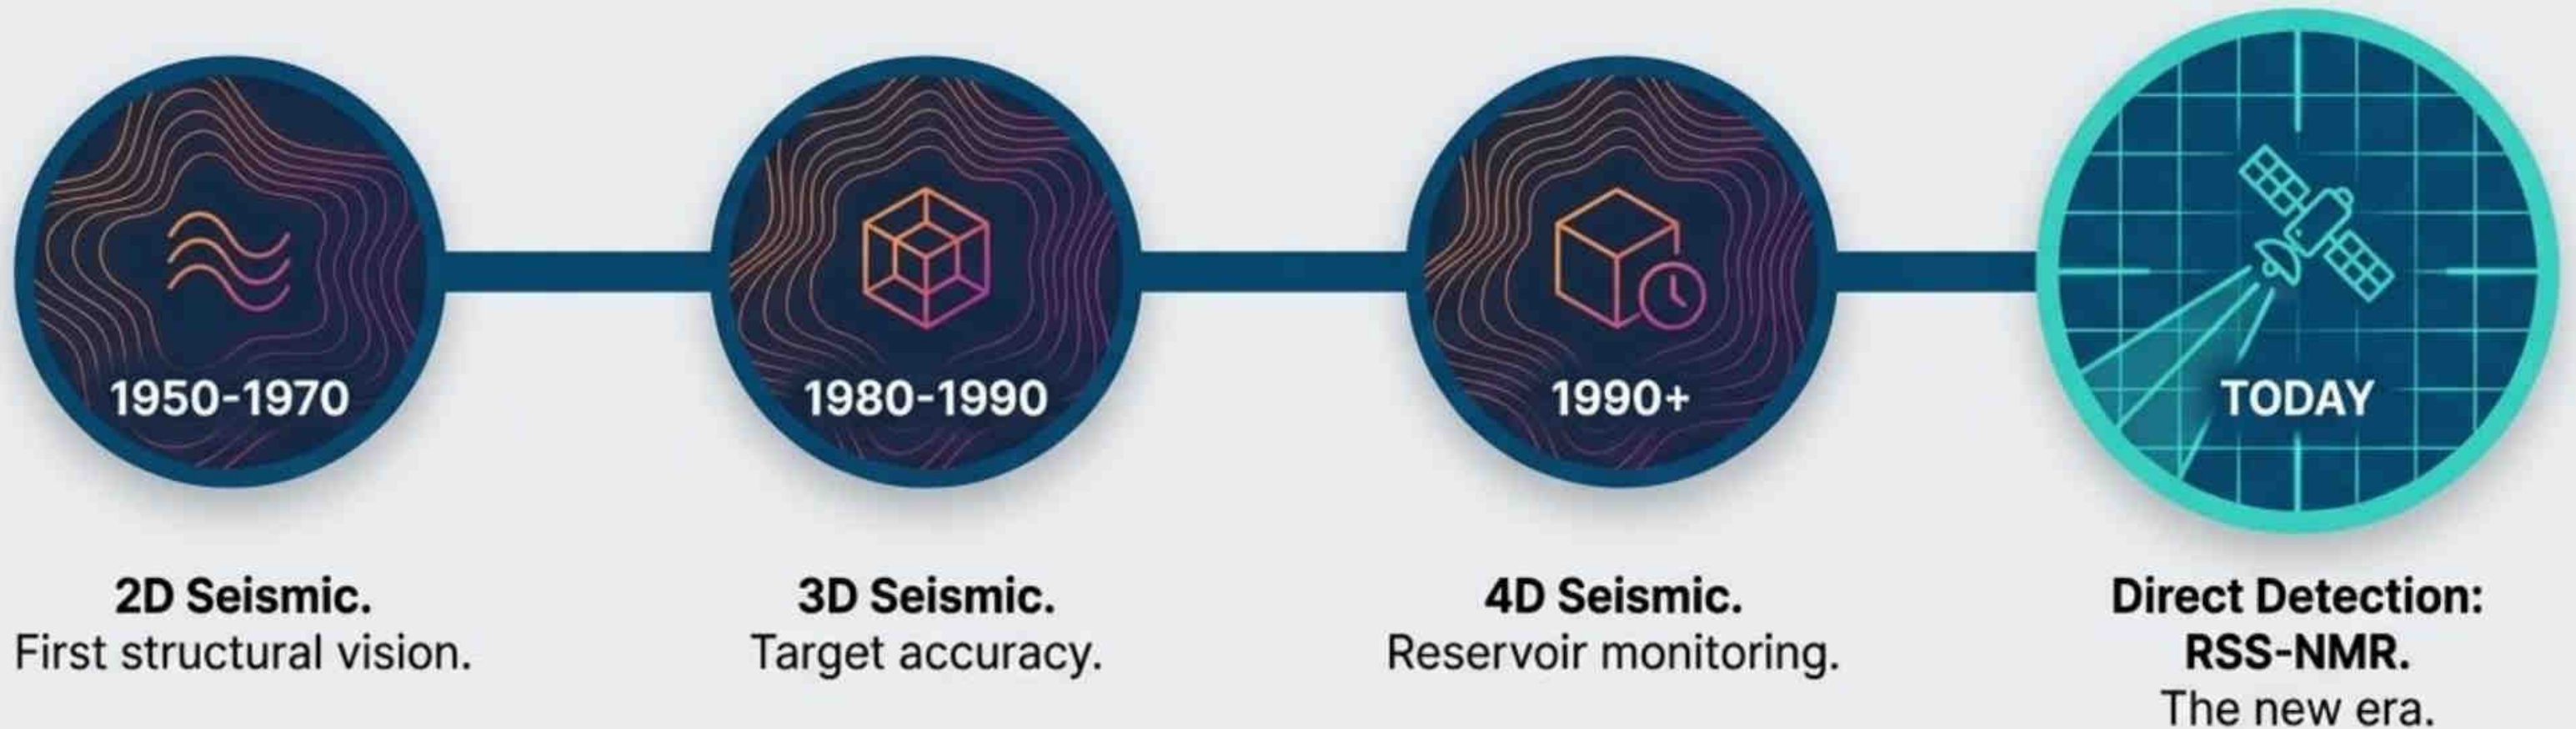 1950-1970
2D Seismic.
First structural vision.
1980-1990
3D Seismic.
Target accuracy.
1990+
4D Seismic.
Reservoir monitoring.
TODAY
Direct Detection:
RSS-NMR.
The new era.